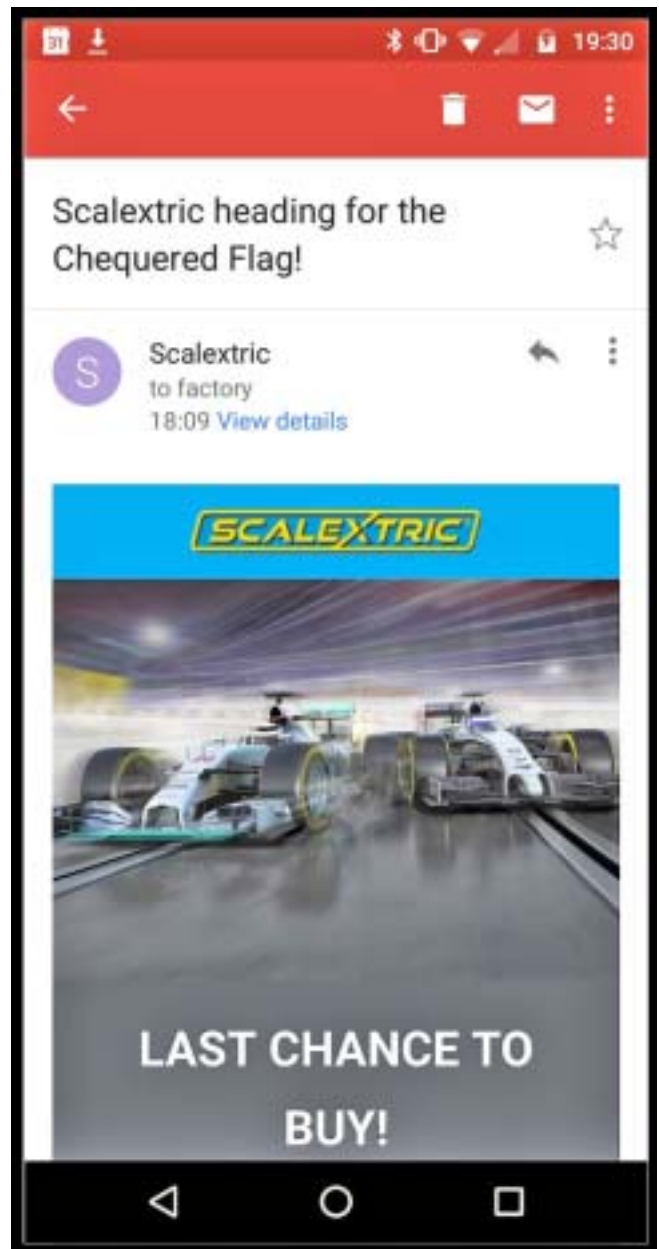 31 19:30
Scalextric heading for the
Chequered Flag!
S Scalextric
to factory
18:09 View details
SCALEXTRIC
LAST CHANCE TO
BUY!